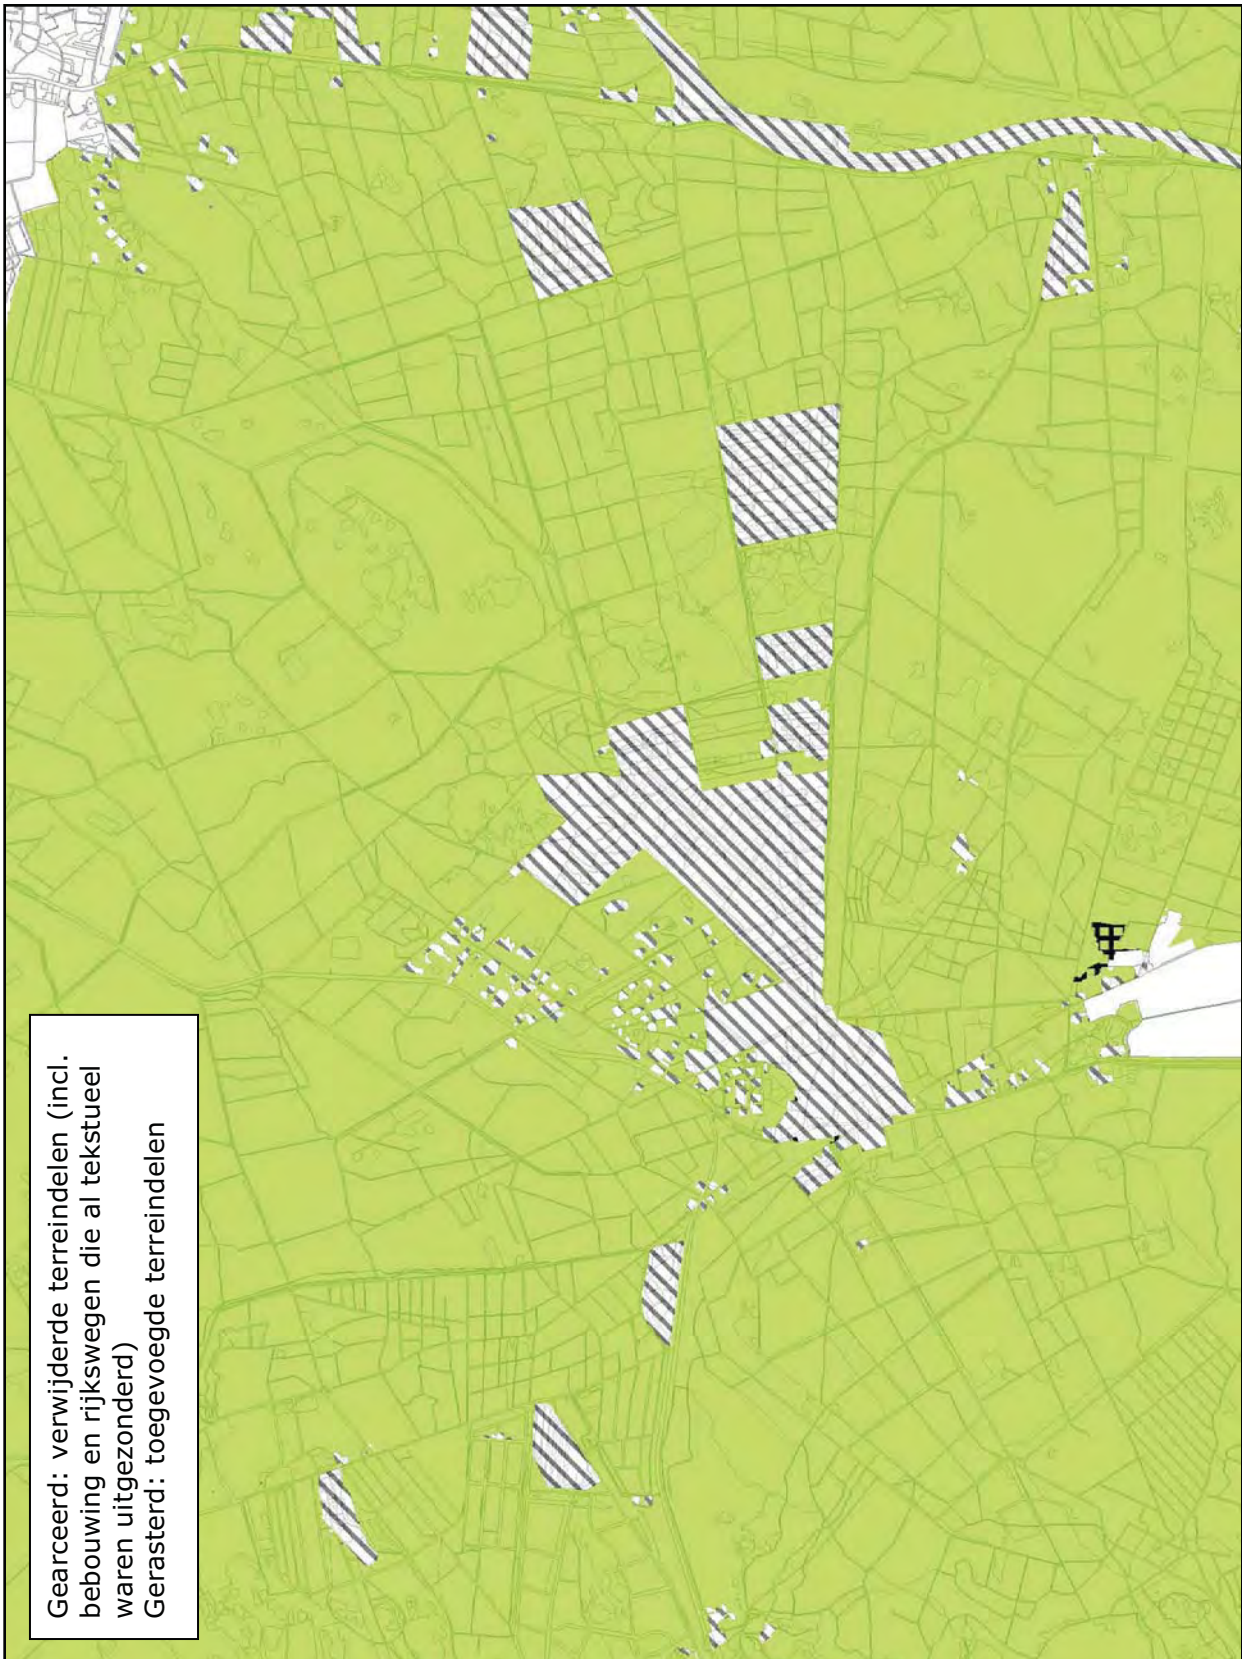 Gearceerd: verwijderde terreindelen (incl.
bebouwing en rijkswegen die al tekstueel
waren uitgezonderd)
Gerasterd: toegevoegde terreindelen